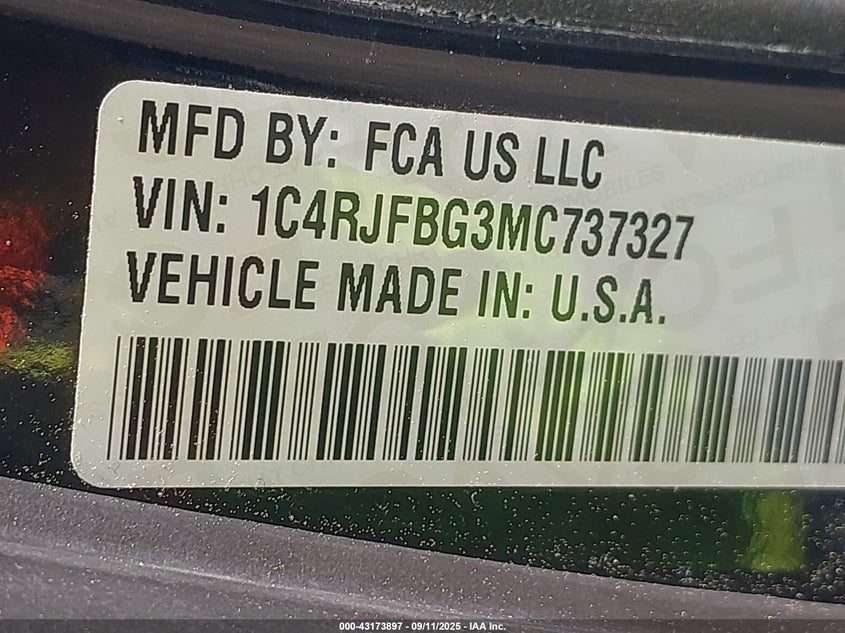 MFD BY: FCA US LLC
VIN: 1C4RJFBG3MC737327
VEHICLE MADE IN: U.S.A.
000-43173897 - 09/11/2025 - IAA Inc.